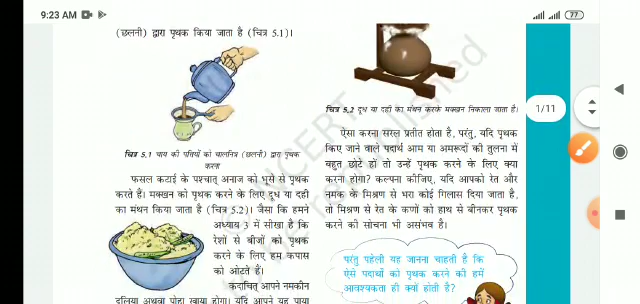 9:23 AM
77
(छलनी) द्वारा पृथक किया जाता है (चित्र 5.1)।
चित्र 5.1 चाय की पत्तियों को चालनित्र (छलनी) द्वारा पृथक
करना
फसल कटाई के पश्चात् अनाज को भूसे से पृथक
करते हैं। मक्खन को पृथक करने के लिए दूध या दही
का मंथन किया जाता है (चित्र 5.2)। जैसा कि हमने
अध्याय 3 में सीखा है कि
रेशों से बीजों को पृथक
करने के लिए हम कपास
को ओटते हैं।
कदाचित् आपने नमकीन
दलिया अथवा पोहा खाया होगा। यदि आपने यह पाया
चित्र 5.2 दूध या दही का मंथन करके मक्खन निकाला जाता है।
1/11
ऐसा करना सरल प्रतीत होता है, परंतु, यदि पृथक
किए जाने वाले पदार्थ आम या अमरूदों की तुलना में
बहुत छोटे हों तो उन्हें पृथक करने के लिए क्या
करना होगा? कल्पना कीजिए, यदि आपको रेत और
नमक के मिश्रण से भरा कोई गिलास दिया जाता है,
तो मिश्रण से रेत के कणों को हाथ से बीनकर पृथक
करने की सोचना भी असंभव है।
परंतु पहेली यह जानना चाहती है कि
ऐसे पदार्थों को पृथक करने की हमें
आवश्यकता ही क्यों होती है?
NCERT